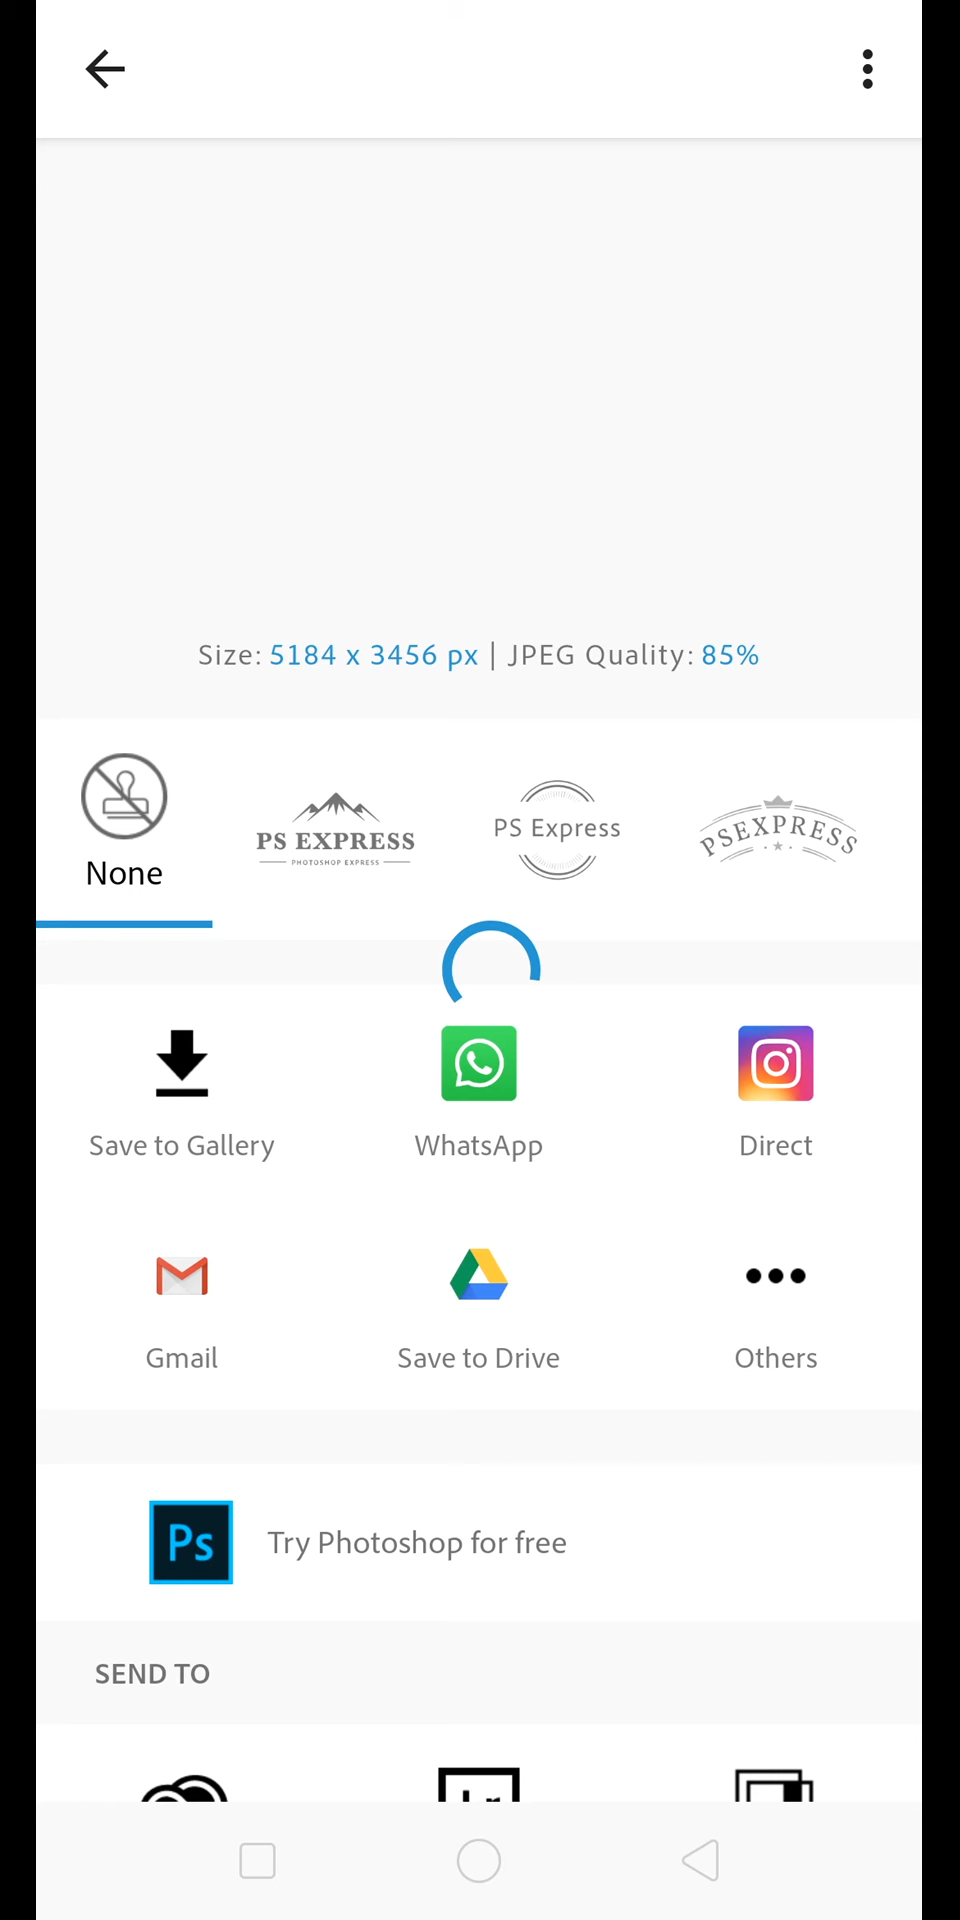 Size: 5184 x 3456 px | JPEG Quality: 85%
None
PS EXPRESS
PHOTOSHOP EXPRESS
PS Express
PSEXPRESS
Save to Gallery
WhatsApp
Direct
Gmail
Save to Drive
Others
Ps
Try Photoshop for free
SEND TO